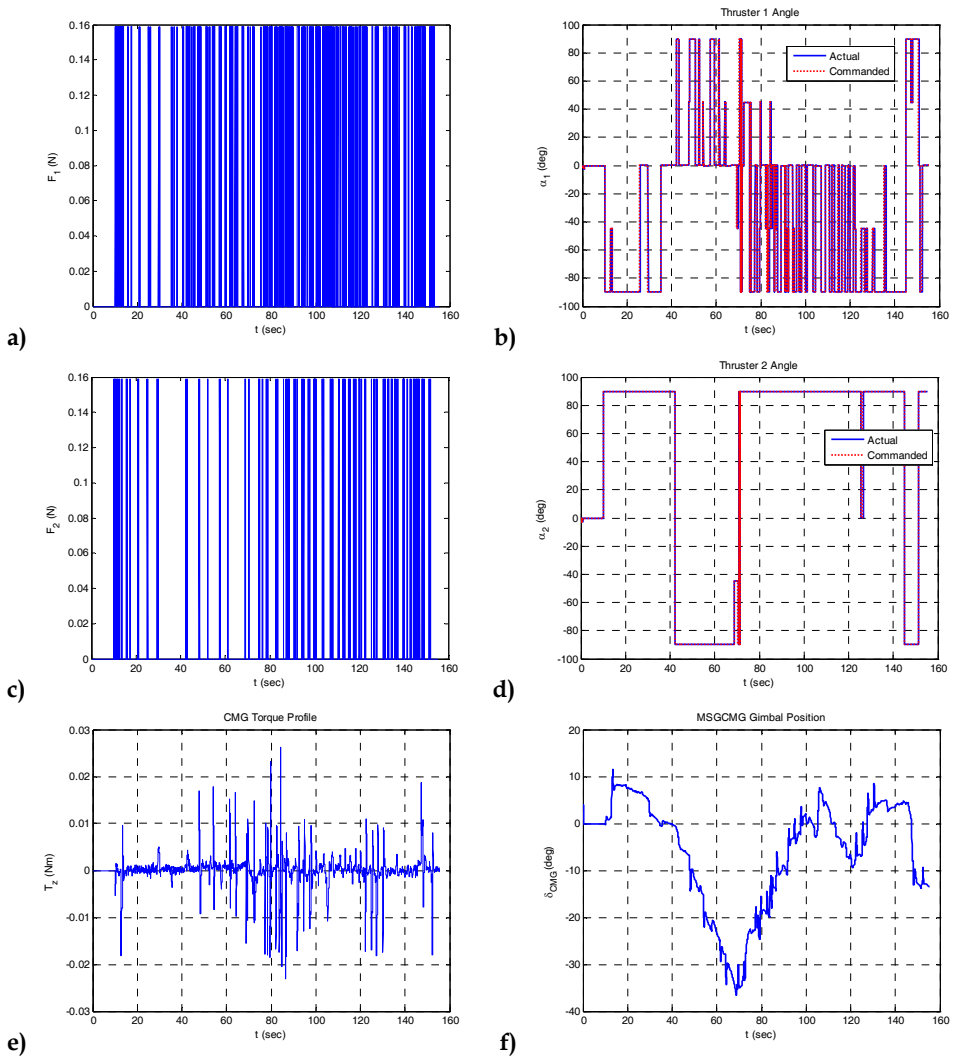 0.16
0.14
0.12
0.1
0.08
0.06
0.04
0.02
0
F1 (N)
0 20 40 60 80 100 120 140 160
t (sec)
a)
Thruster 1 Angle
100
80
60
40
20
0
-20
-40
-60
-80
-100
α1 (deg)
Actual
Commanded
0 20 40 60 80 100 120 140 160
t (sec)
b)
0.16
0.14
0.12
0.1
0.08
0.06
0.04
0.02
0
F2 (N)
0 20 40 60 80 100 120 140 160
t (sec)
c)
Thruster 2 Angle
100
80
60
40
20
0
-20
-40
-60
-80
-100
α2 (deg)
Actual
Commanded
0 20 40 60 80 100 120 140 160
t (sec)
d)
CMG Torque Profile
0.03
0.02
0.01
0
-0.01
-0.02
-0.03
Tz (Nm)
0 20 40 60 80 100 120 140 160
t (sec)
e)
MSGCMG Gimbal Position
20
10
0
-10
-20
-30
-40
δCMG(deg)
0 20 40 60 80 100 120 140 160
t (sec)
f)